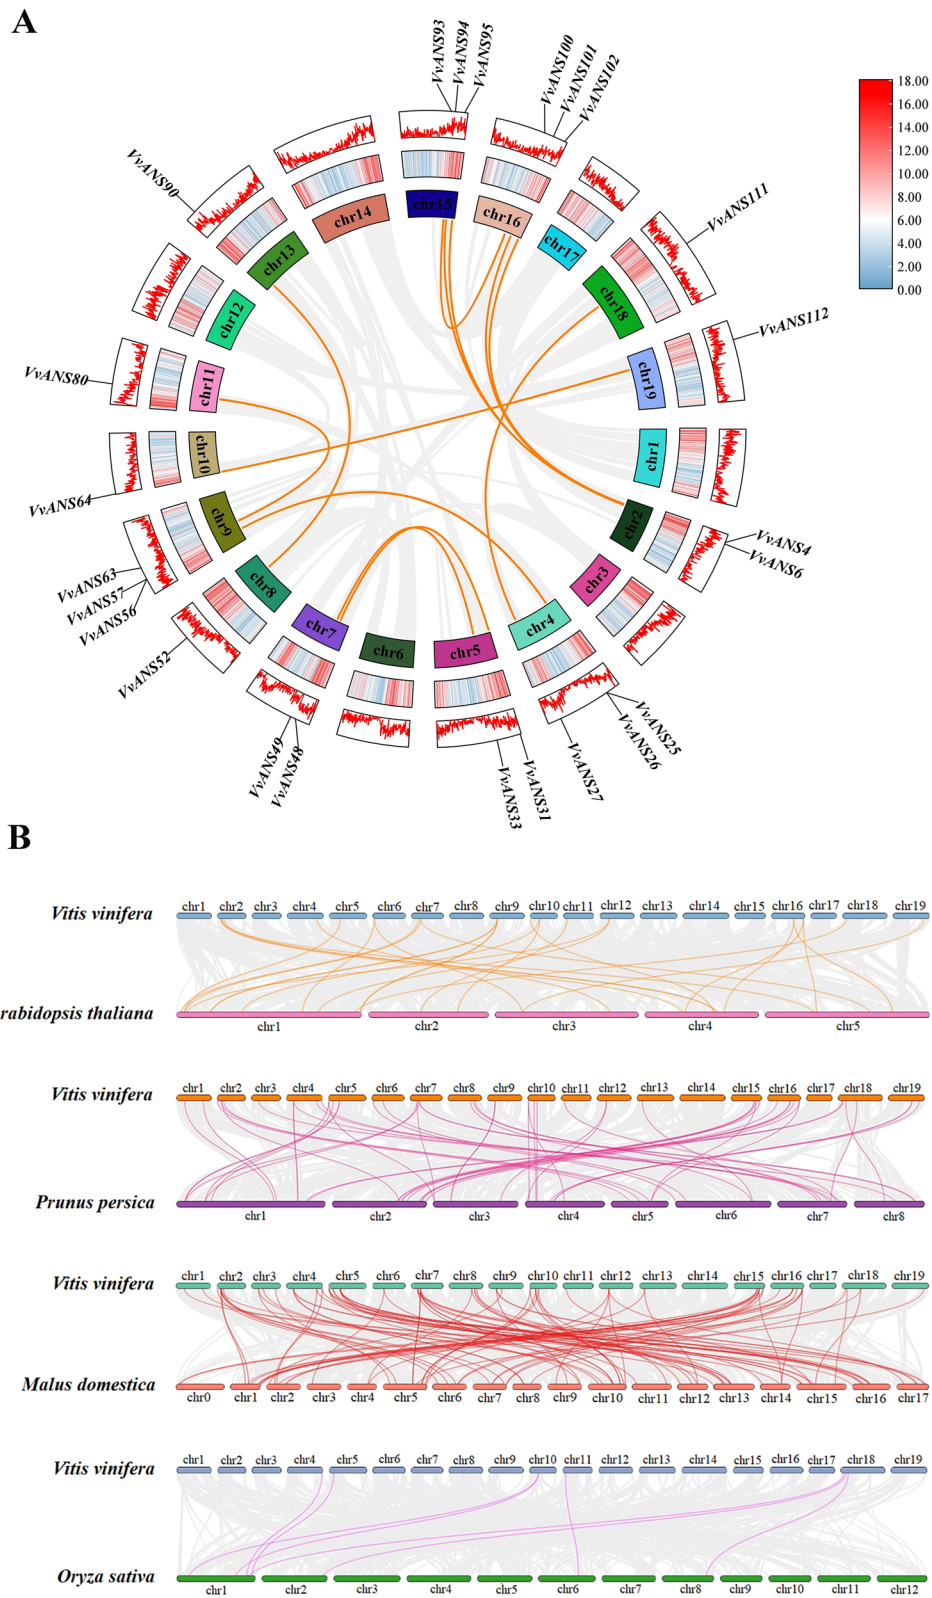 A
VvANS93
VvANS94
VvANS95
VvANS100
VvANS101
VvANS102
18.00
16.00
14.00
12.00
10.00
8.00
6.00
4.00
2.00
0.00
VvANS90
VvANS111
VvANS112
VvANS80
VvANS64
VvANS63
VvANS57
VvANS56
VvANS52
VvANS49
VvANS48
VvANS33
VvANS31
VvANS27
VvANS26
VvANS25
VvANS4
VvANS6
chr15
chr16
chr17
chr18
chr19
chr1
chr2
chr3
chr4
chr5
chr6
chr7
chr8
chr9
chr10
chr11
chr12
chr13
chr14
B
chr1 chr2 chr3 chr4 chr5 chr6 chr7 chr8 chr9 chr10 chr11 chr12 chr13 chr14 chr15 chr16 chr17 chr18 chr19
Vitis vinifera
rabidopsis thaliana
chr1 chr2 chr3 chr4 chr5
chr1 chr2 chr3 chr4 chr5 chr6 chr7 chr8 chr9 chr10 chr11 chr12 chr13 chr14 chr15 chr16 chr17 chr18 chr19
Vitis vinifera
Prunus persica
chr1 chr2 chr3 chr4 chr5 chr6 chr7 chr8
chr1 chr2 chr3 chr4 chr5 chr6 chr7 chr8 chr9 chr10 chr11 chr12 chr13 chr14 chr15 chr16 chr17 chr18 chr19
Vitis vinifera
Malus domestica
chr0 chr1 chr2 chr3 chr4 chr5 chr6 chr7 chr8 chr9 chr10 chr11 chr12 chr13 chr14 chr15 chr16 chr17
chr1 chr2 chr3 chr4 chr5 chr6 chr7 chr8 chr9 chr10 chr11 chr12 chr13 chr14 chr15 chr16 chr17 chr18 chr19
Vitis vinifera
Oryza sativa
chr1 chr2 chr3 chr4 chr5 chr6 chr7 chr8 chr9 chr10 chr11 chr12